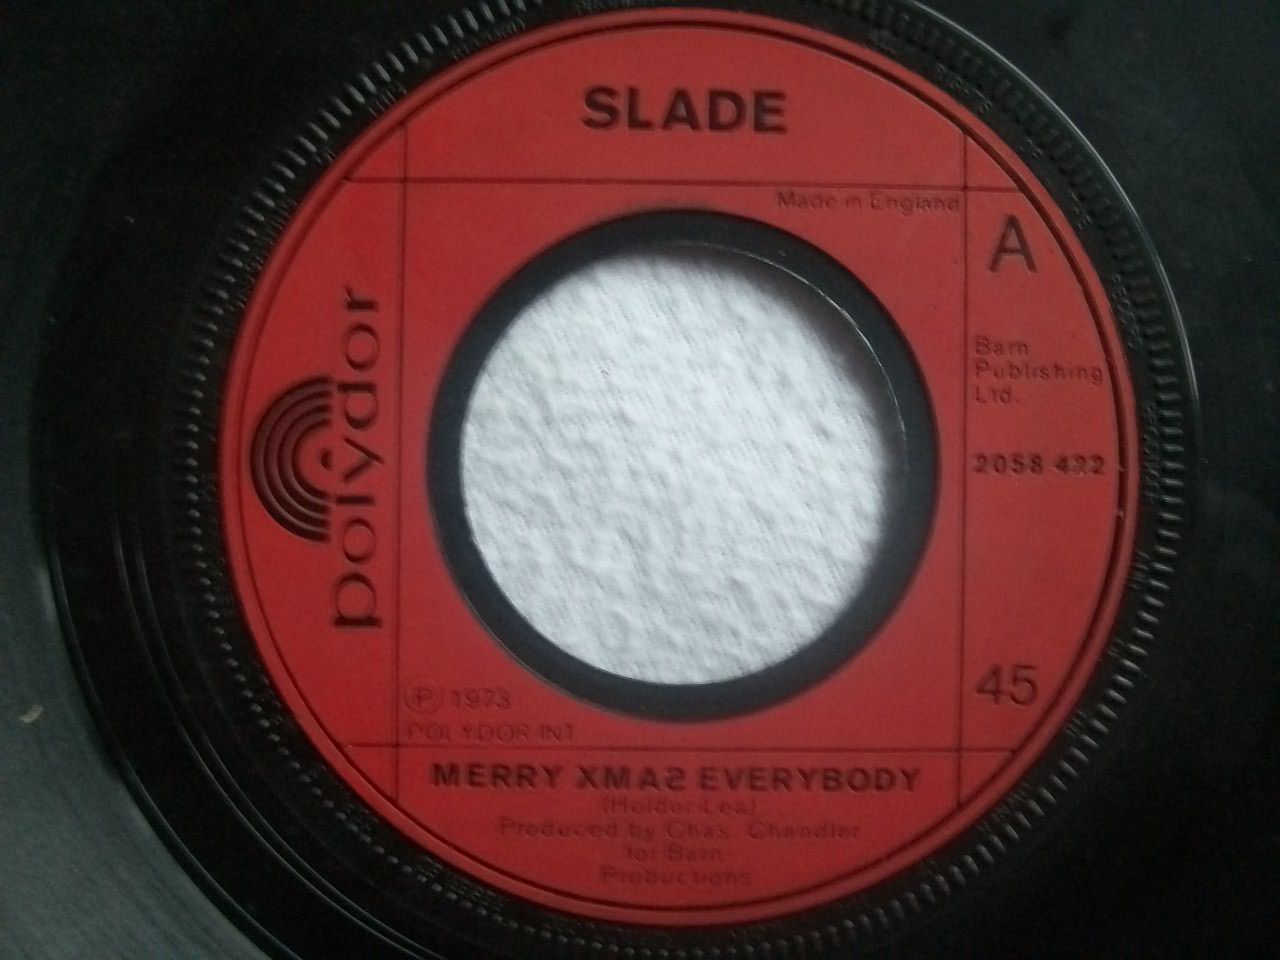 SLADE
Made in England
A
polydor
Barn
Publishing
Ltd.
2058 422
45
Ⓟ 1973
POLYDOR INT
MERRY XMAS EVERYBODY
(Holder-Lea)
Produced by Chas. Chandler
for Barn
Productions